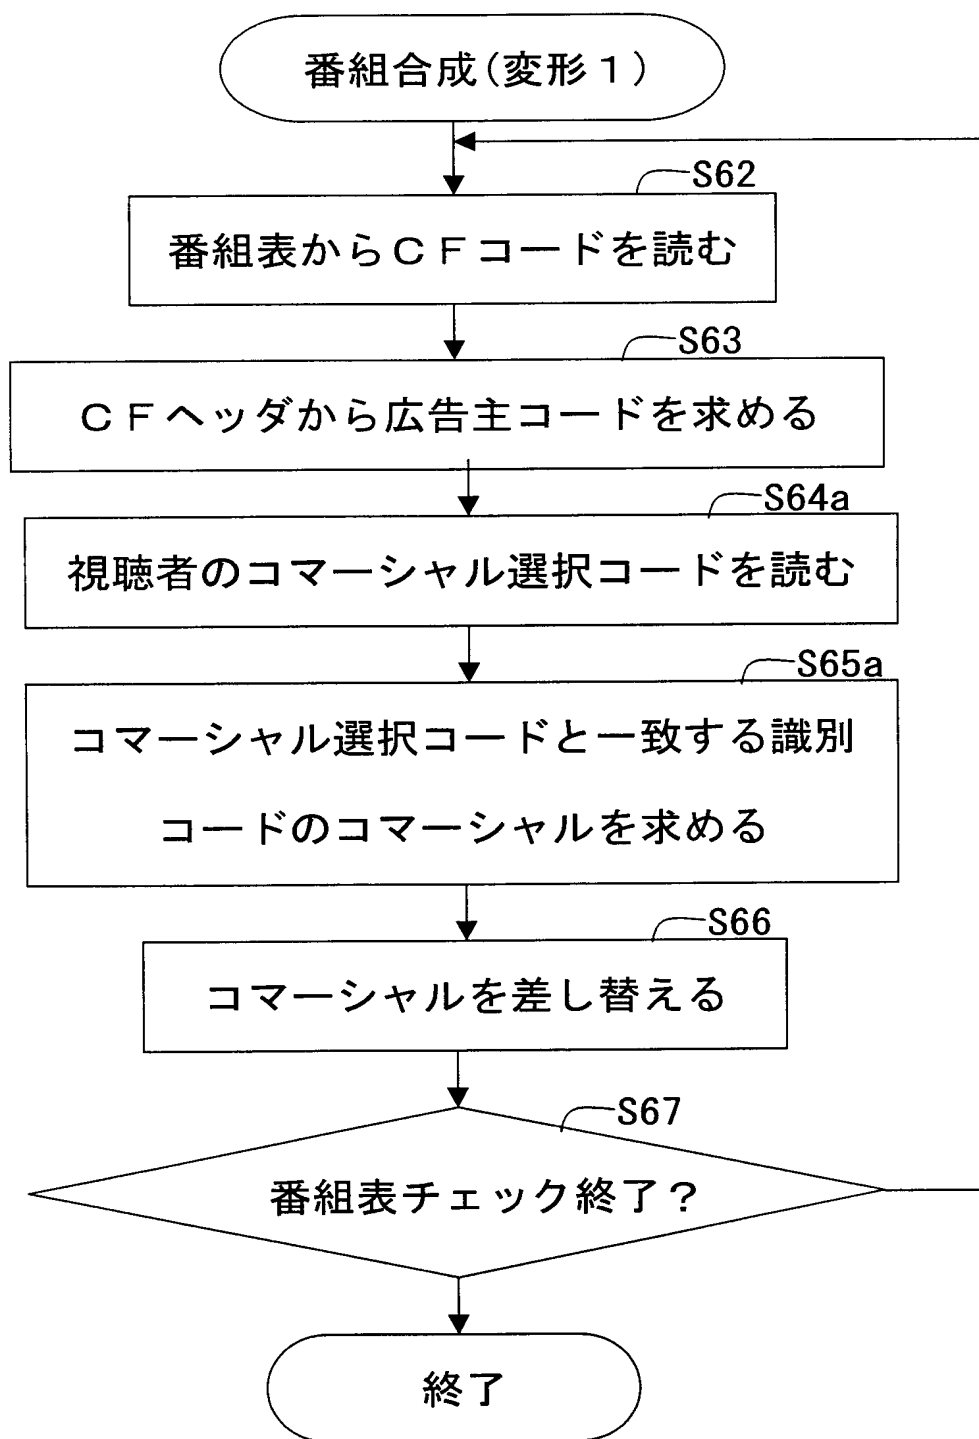 番組合成(変形１)
S62
番組表からＣＦコードを読む
S63
ＣＦヘッダから広告主コードを求める
S64a
視聴者のコマーシャル選択コードを読む
S65a
コマーシャル選択コードと一致する識別
コードのコマーシャルを求める
S66
コマーシャルを差し替える
S67
番組表チェック終了？
終了